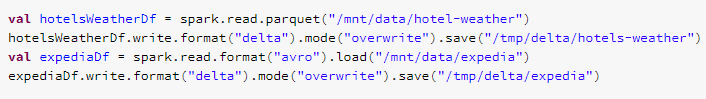 val hotelsWeatherDf = spark.read.parquet("/mnt/data/hotel-weather")
hotelsWeatherDf.write.format("delta").mode("overwrite").save("/tmp/delta/hotels-weather")
val expediaDf = spark.read.format("avro").load("/mnt/data/expedia")
expediaDf.write.format("delta").mode("overwrite").save("/tmp/delta/expedia")